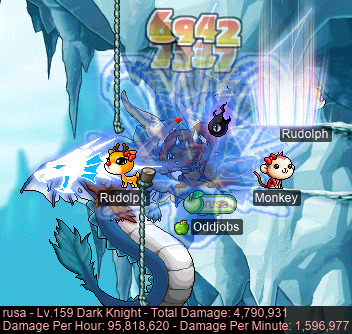 6942
7337
Rudolph
Rudolph
Monkey
rusa
Oddjobs
rusa - Lv.159 Dark Knight - Total Damage: 4,790,931
Damage Per Hour: 95,818,620 - Damage Per Minute: 1,596,977